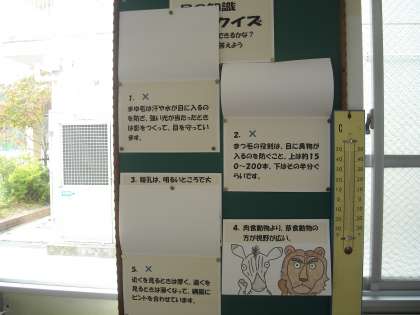 目の知識
クイズ
できるかな？
答えよう
1. ×
まゆ毛は汗や水が目に入るの
を防ぎ、強い光が当たったとき
は影をつくって、目を守ってい
ます。
2. ×
まつ毛の役割は、目に異物が
入るのを防ぐこと。上は約15
0～200本、下はその半分ぐ
らいです。
3. 瞳孔は、明るいところで大
4. 肉食動物より、草食動物の
方が視野が広い。
5. ×
近くを見るときは厚く、遠くを
見るときは薄くなって、網膜に
ピントを合わせています。
C